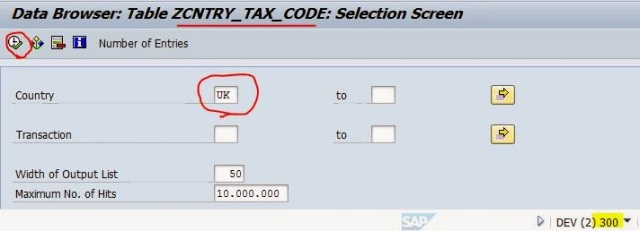 Data Browser: Table ZCNTRY_TAX_CODE: Selection Screen
Number of Entries
Country UK to
Transaction to
Width of Output List 50
Maximum No. of Hits 10.000.000
SAP DEV (2) 300